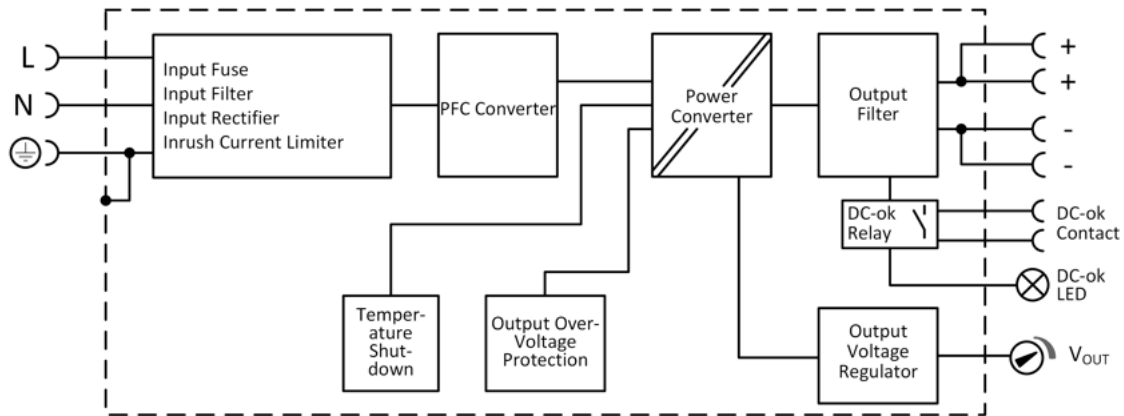 L
N
Input Fuse
Input Filter
Input Rectifier
Inrush Current Limiter
PFC Converter
Power
Converter
Output
Filter
+
+
-
-
DC-ok
Relay
DC-ok
Contact
DC-ok
LED
Temper-
ature
Shut-
down
Output Over-
Voltage
Protection
Output
Voltage
Regulator
VOUT